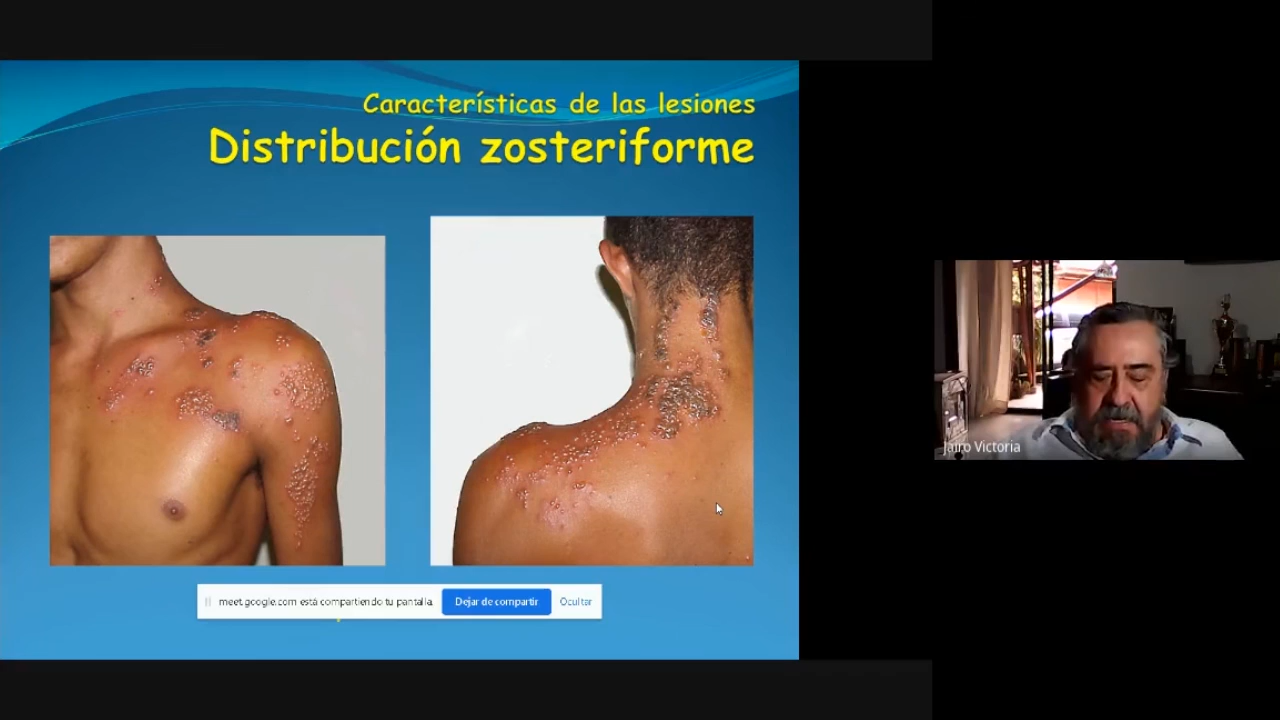 Características de las lesiones
Distribución zosteriforme
meet.google.com está compartiendo tu pantalla.
Dejar de compartir
Ocultar
Jairo Victoria